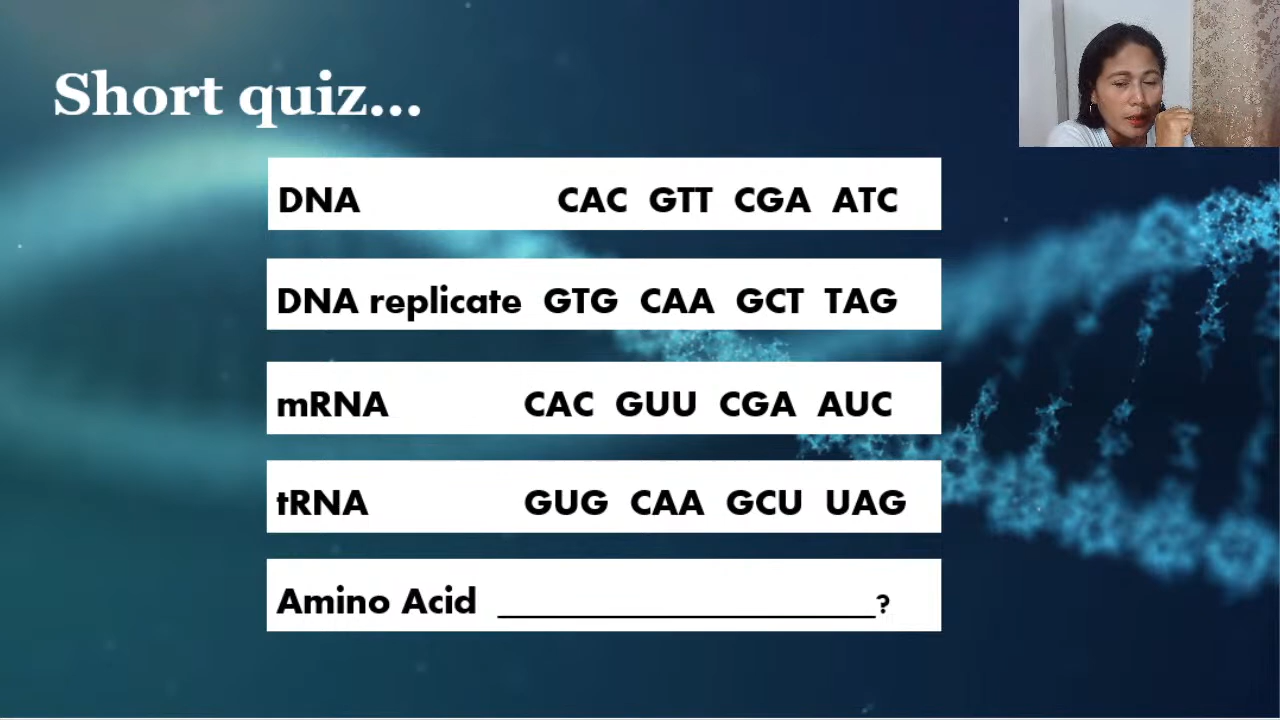 Short quiz...
DNA CAC GTT CGA ATC
DNA replicate GTG CAA GCT TAG
mRNA CAC GUU CGA AUC
tRNA GUG CAA GCU UAG
Amino Acid ____________________?